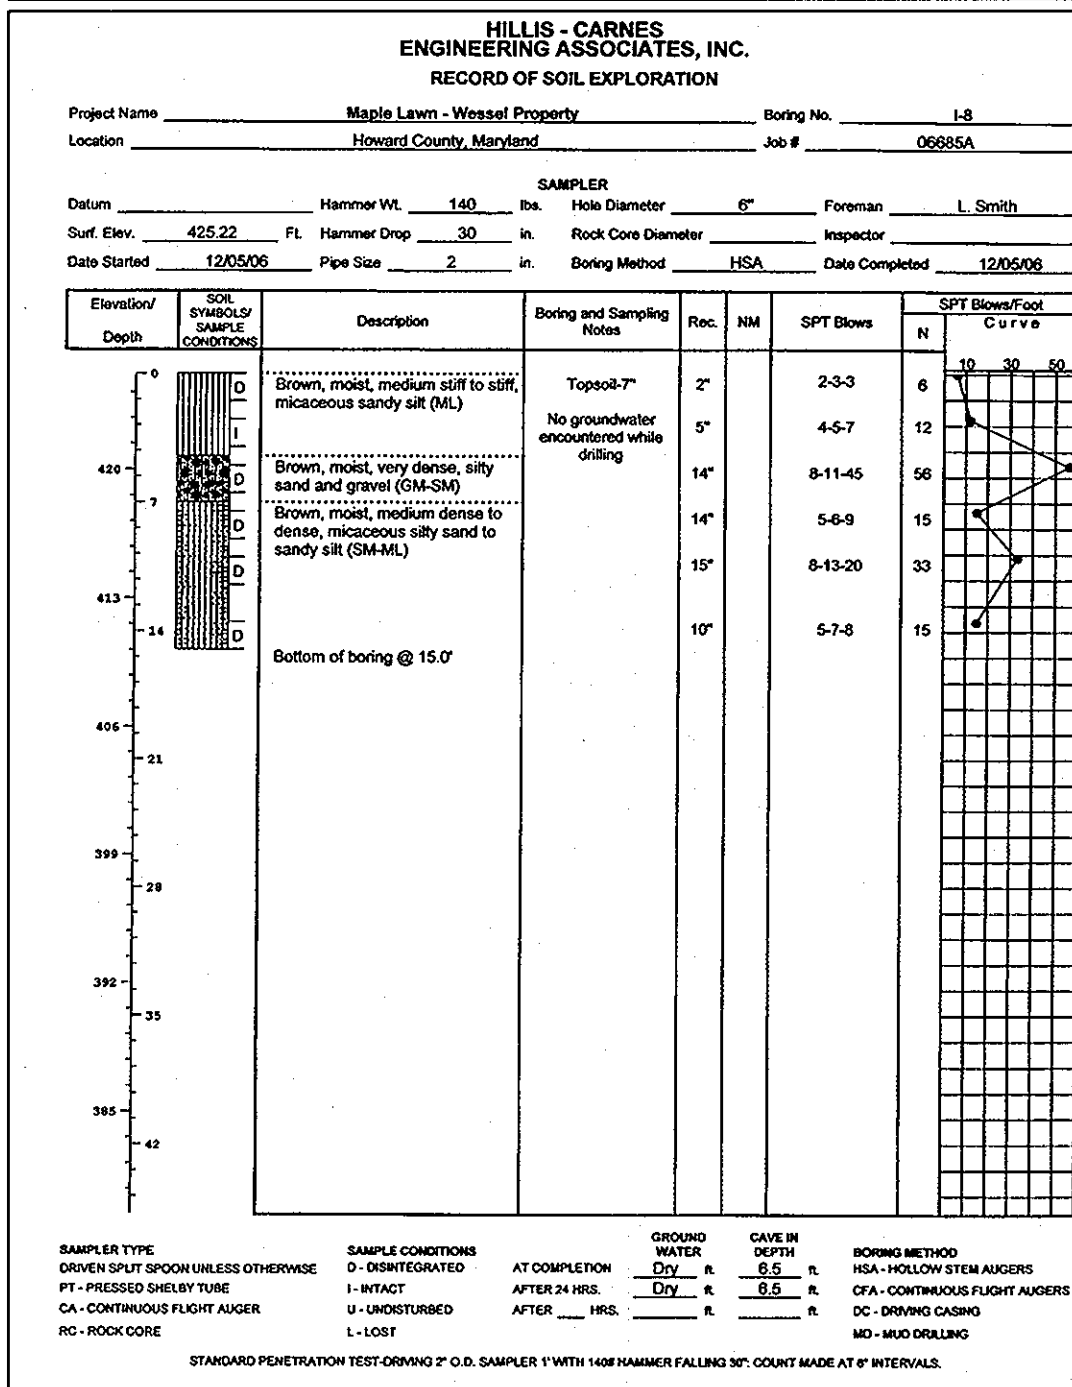 HILLIS - CARNES
ENGINEERING ASSOCIATES, INC.
RECORD OF SOIL EXPLORATION
Project Name Maple Lawn - Wessel Property Boring No. I-8
Location Howard County, Maryland Job # 06685A
SAMPLER
Datum Hammer Wt. 140 lbs. Hole Diameter 6" Foreman L. Smith
Surf. Elev. 425.22 Ft. Hammer Drop 30 in. Rock Core Diameter Inspector
Date Started 12/05/06 Pipe Size 2 in. Boring Method HSA Date Completed 12/05/06
Elevation/ Depth
SOIL SYMBOLS/ SAMPLE CONDITIONS
Description
Boring and Sampling Notes
Rec.
NM
SPT Blows
SPT Blows/Foot
N
Curve
10 30 50
0 D Brown, moist, medium stiff to stiff, Topsoil-7" 2" 2-3-3 6
micaceous sandy silt (ML)
I No groundwater 5" 4-5-7 12
encountered while
drilling
420 D Brown, moist, very dense, silty 14" 8-11-45 56
sand and gravel (GM-SM)
7
D Brown, moist, medium dense to 14" 5-6-9 15
dense, micaceous silty sand to
sandy silt (SM-ML)
D 15" 8-13-20 33
413
14 D 10" 5-7-8 15
Bottom of boring @ 15.0'
406
21
399
28
392
35
385
42
GROUND WATER CAVE IN DEPTH
SAMPLER TYPE SAMPLE CONDITIONS BORING METHOD
DRIVEN SPLIT SPOON UNLESS OTHERWISE D - DISINTEGRATED AT COMPLETION Dry ft. 6.5 ft. HSA - HOLLOW STEM AUGERS
PT - PRESSED SHELBY TUBE I - INTACT AFTER 24 HRS. Dry ft. 6.5 ft. CFA - CONTINUOUS FLIGHT AUGERS
CA - CONTINUOUS FLIGHT AUGER U - UNDISTURBED AFTER HRS. ft. ft. DC - DRIVING CASING
RC - ROCK CORE L - LOST MD - MUD DRILLING
STANDARD PENETRATION TEST-DRIVING 2" O.D. SAMPLER 1' WITH 140# HAMMER FALLING 30": COUNT MADE AT 6" INTERVALS.